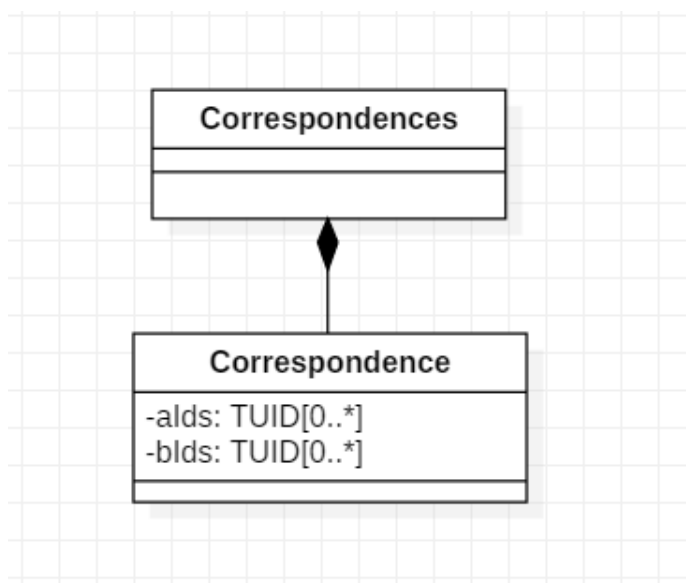 Correspondences
Correspondence
-aIds: TUID[0..*]
-bIds: TUID[0..*]